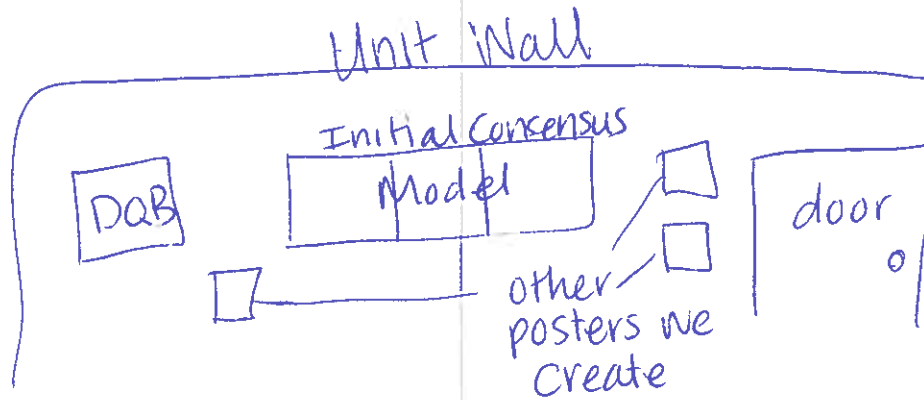 Unit Wall
Initial Consensus
Model
DQB
door
other
posters we
create